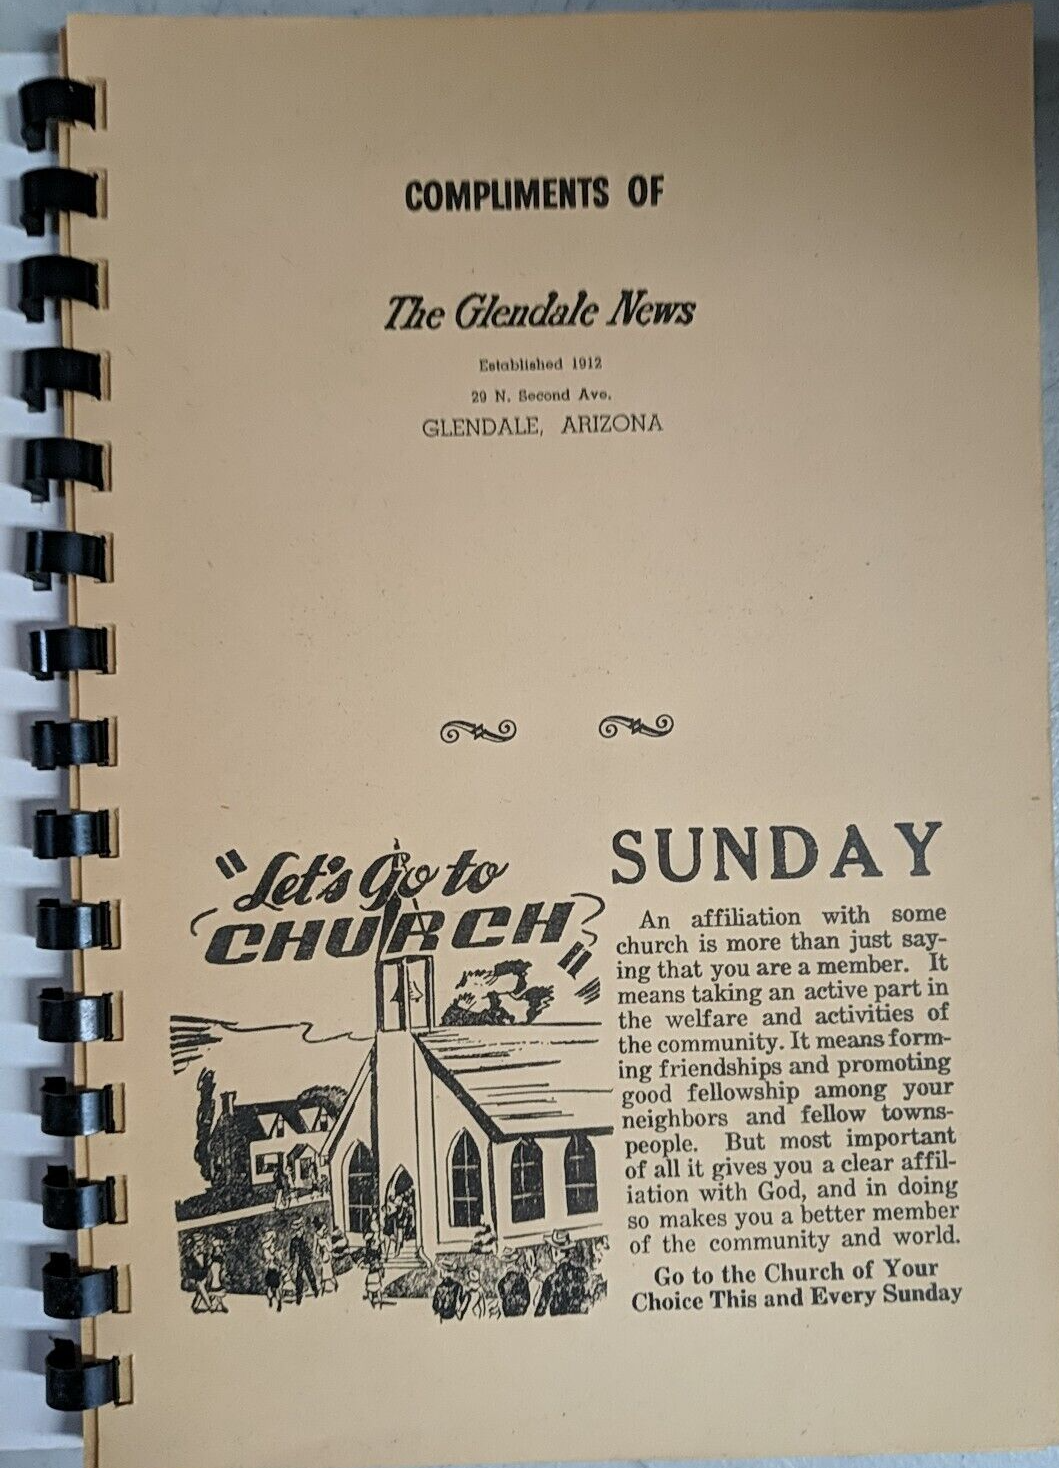 COMPLIMENTS OF
The Glendale News
Established 1912
29 N. Second Ave.
GLENDALE, ARIZONA
"Let's Go to
CHURCH"
SUNDAY
An affiliation with some
church is more than just say-
ing that you are a member. It
means taking an active part in
the welfare and activities of
the community. It means form-
ing friendships and promoting
good fellowship among your
neighbors and fellow towns-
people. But most important
of all it gives you a clear affil-
iation with God, and in doing
so makes you a better member
of the community and world.
Go to the Church of Your
Choice This and Every Sunday